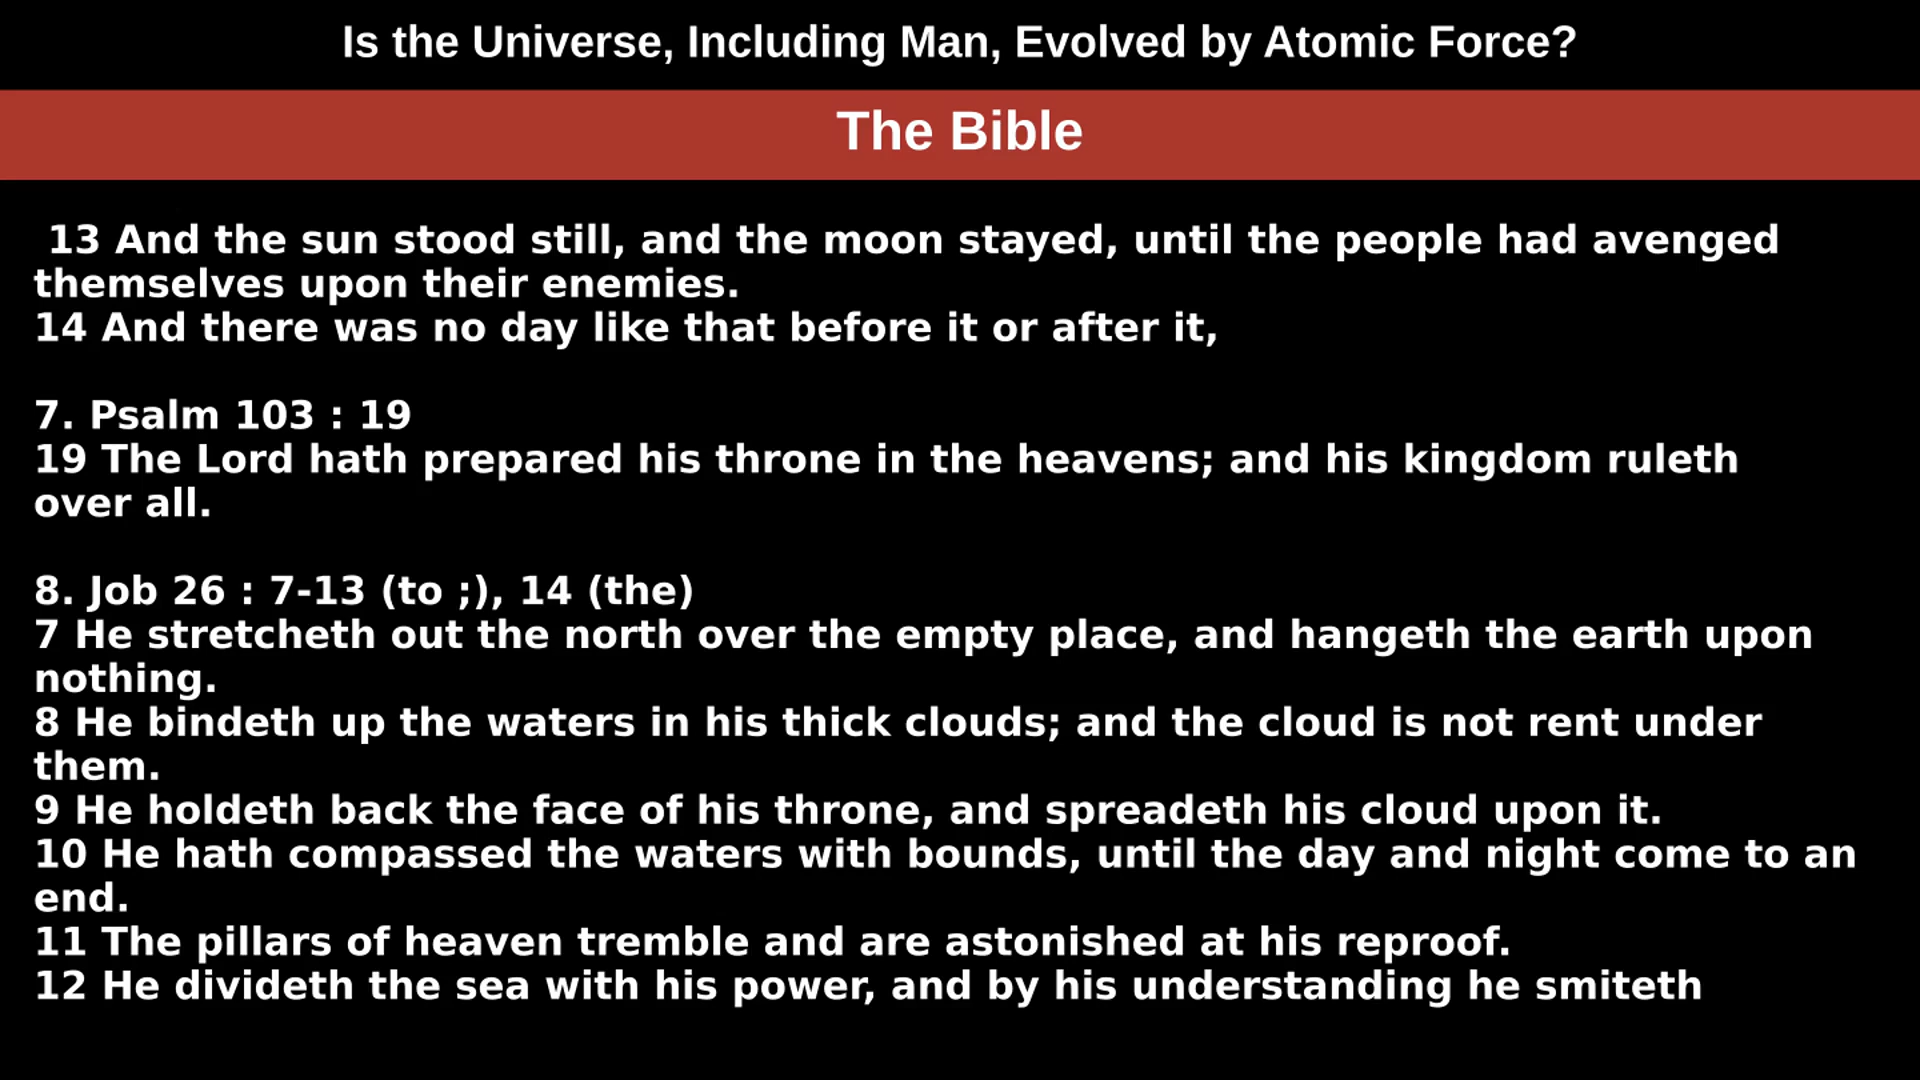 Is the Universe, Including Man, Evolved by Atomic Force?
The Bible
13 And the sun stood still, and the moon stayed, until the people had avenged
themselves upon their enemies.
14 And there was no day like that before it or after it,
7. Psalm 103 : 19
19 The Lord hath prepared his throne in the heavens; and his kingdom ruleth
over all.
8. Job 26 : 7-13 (to ;), 14 (the)
7 He stretcheth out the north over the empty place, and hangeth the earth upon
nothing.
8 He bindeth up the waters in his thick clouds; and the cloud is not rent under
them.
9 He holdeth back the face of his throne, and spreadeth his cloud upon it.
10 He hath compassed the waters with bounds, until the day and night come to an
end.
11 The pillars of heaven tremble and are astonished at his reproof.
12 He divideth the sea with his power, and by his understanding he smiteth